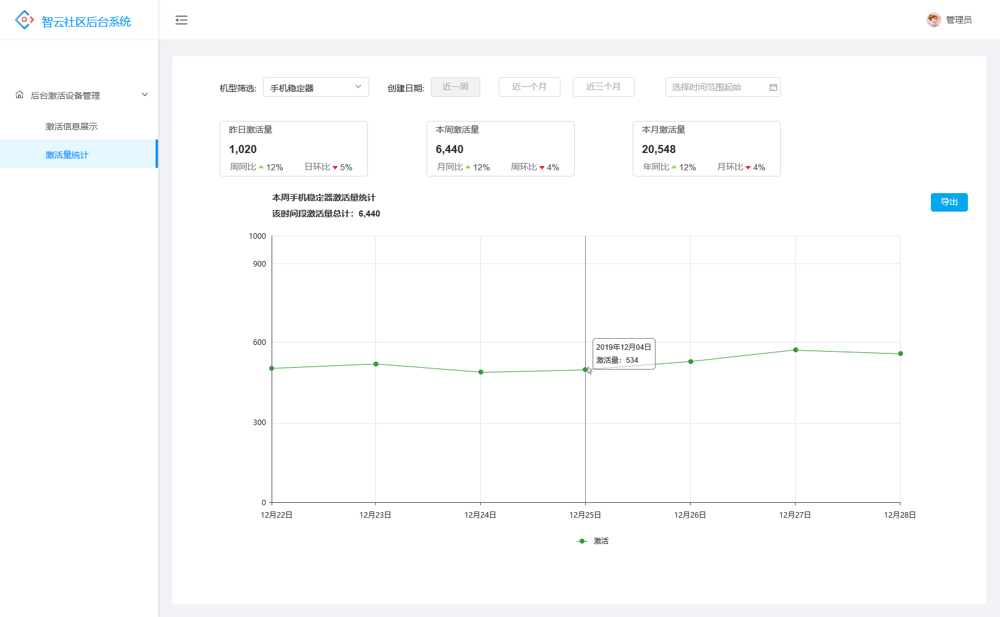 智云社区后台系统
管理员
后台激活设备管理
激活信息展示
激活量统计
机型筛选: 手机稳定器 创建日期: 近一周 近一个月 近三个月 选择时间范围起始
昨日激活量
1,020
周同比 12% 日环比 5%
本周激活量
6,440
月同比 12% 周环比 4%
本月激活量
20,548
年同比 12% 月环比 4%
本周手机稳定器激活量统计
该时间段激活量总计：6,440
导出
1000
900
600
300
0
2019年12月04日
激活量：534
12月22日 12月23日 12月24日 12月25日 12月26日 12月27日 12月28日
激活